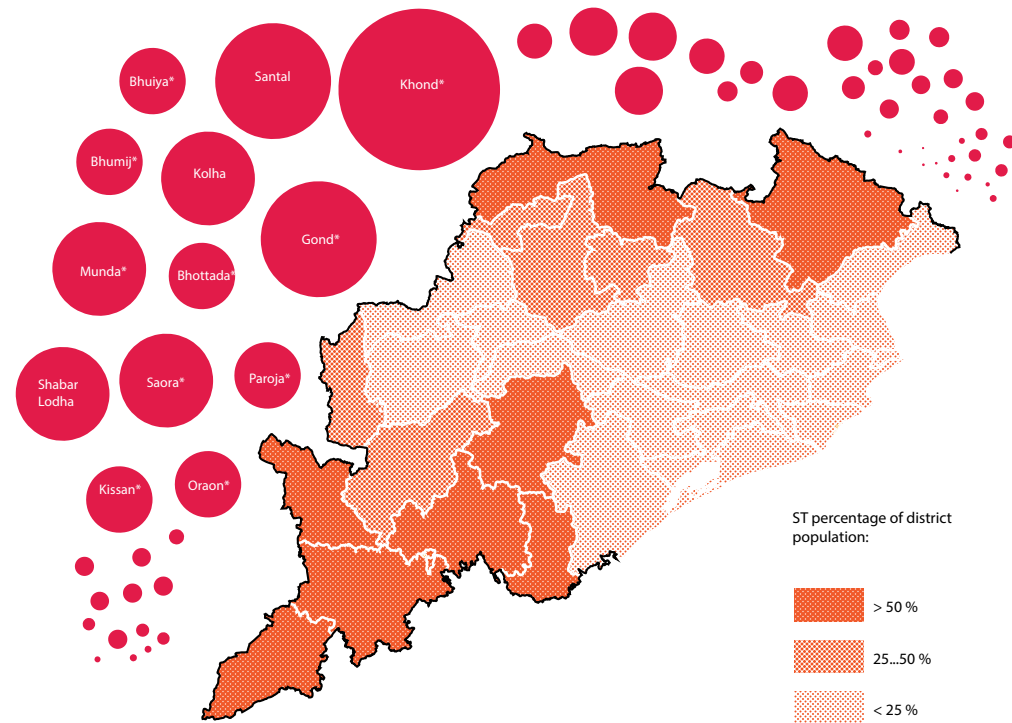 Bhuiya*
Santal
Khond*
Bhumij*
Kolha
Gond*
Munda*
Bhottada*
Shabar
Lodha
Saora*
Paroja*
Kissan*
Oraon*
ST percentage of district
population:
> 50 %
25...50 %
< 25 %